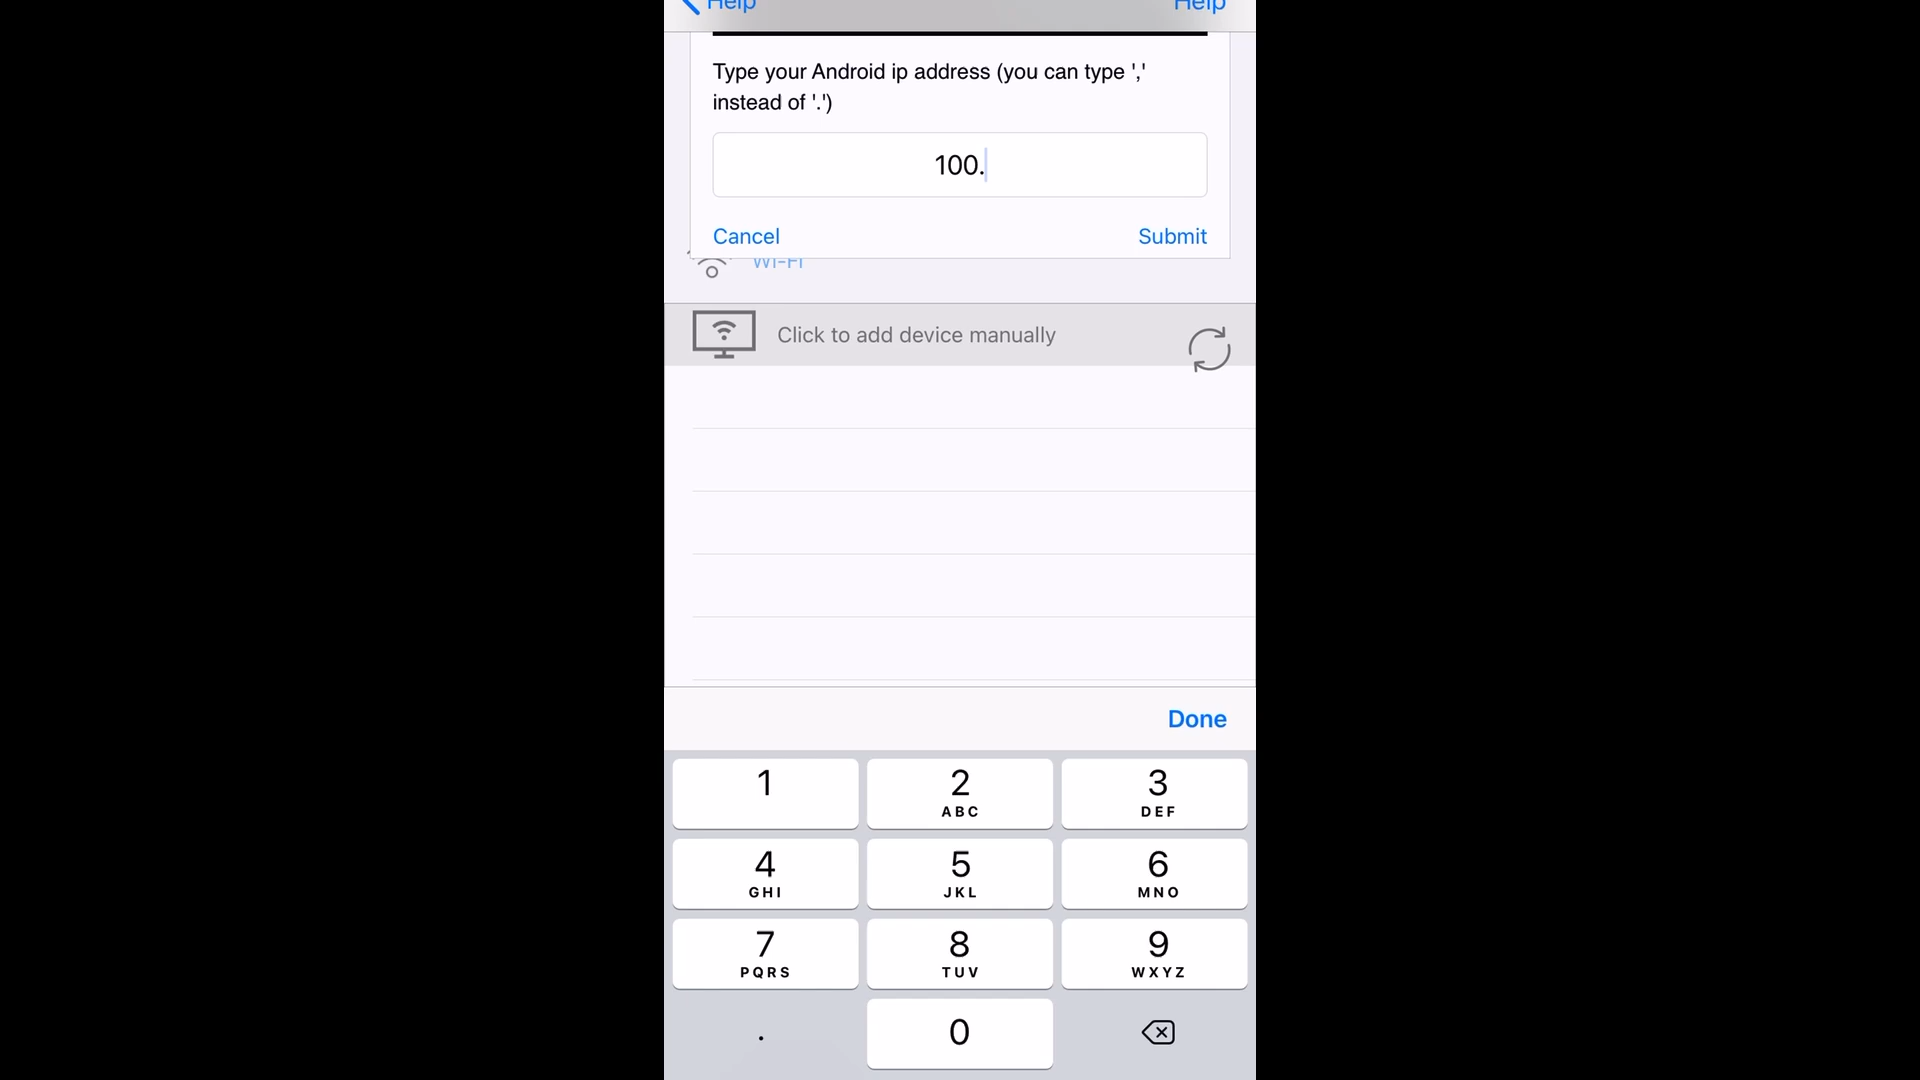 Help Help
Type your Android ip address (you can type ','
instead of '.')
100.
Cancel Submit
Wi-Fi
Click to add device manually
Done
1 2 3
ABC DEF
4 5 6
GHI JKL MNO
7 8 9
PQRS TUV WXYZ
. 0